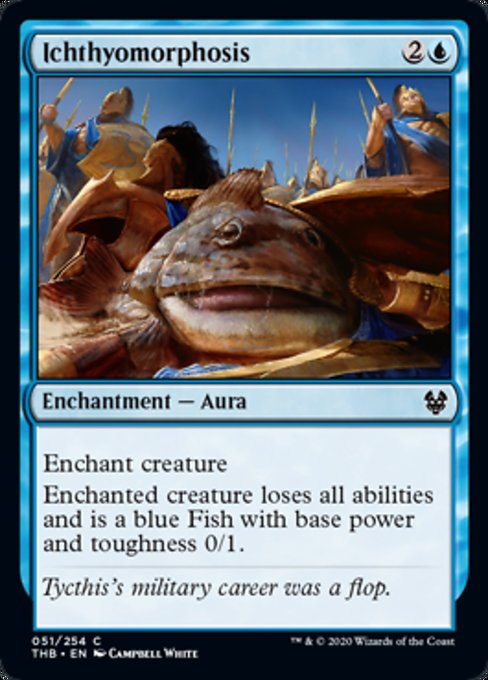 Ichthyomorphosis 2
Enchantment — Aura
Enchant creature
Enchanted creature loses all abilities
and is a blue Fish with base power
and toughness 0/1.
Tycthis's military career was a flop.
051/254 C
™ & © 2020 Wizards of the Coast
THB • EN Campbell White